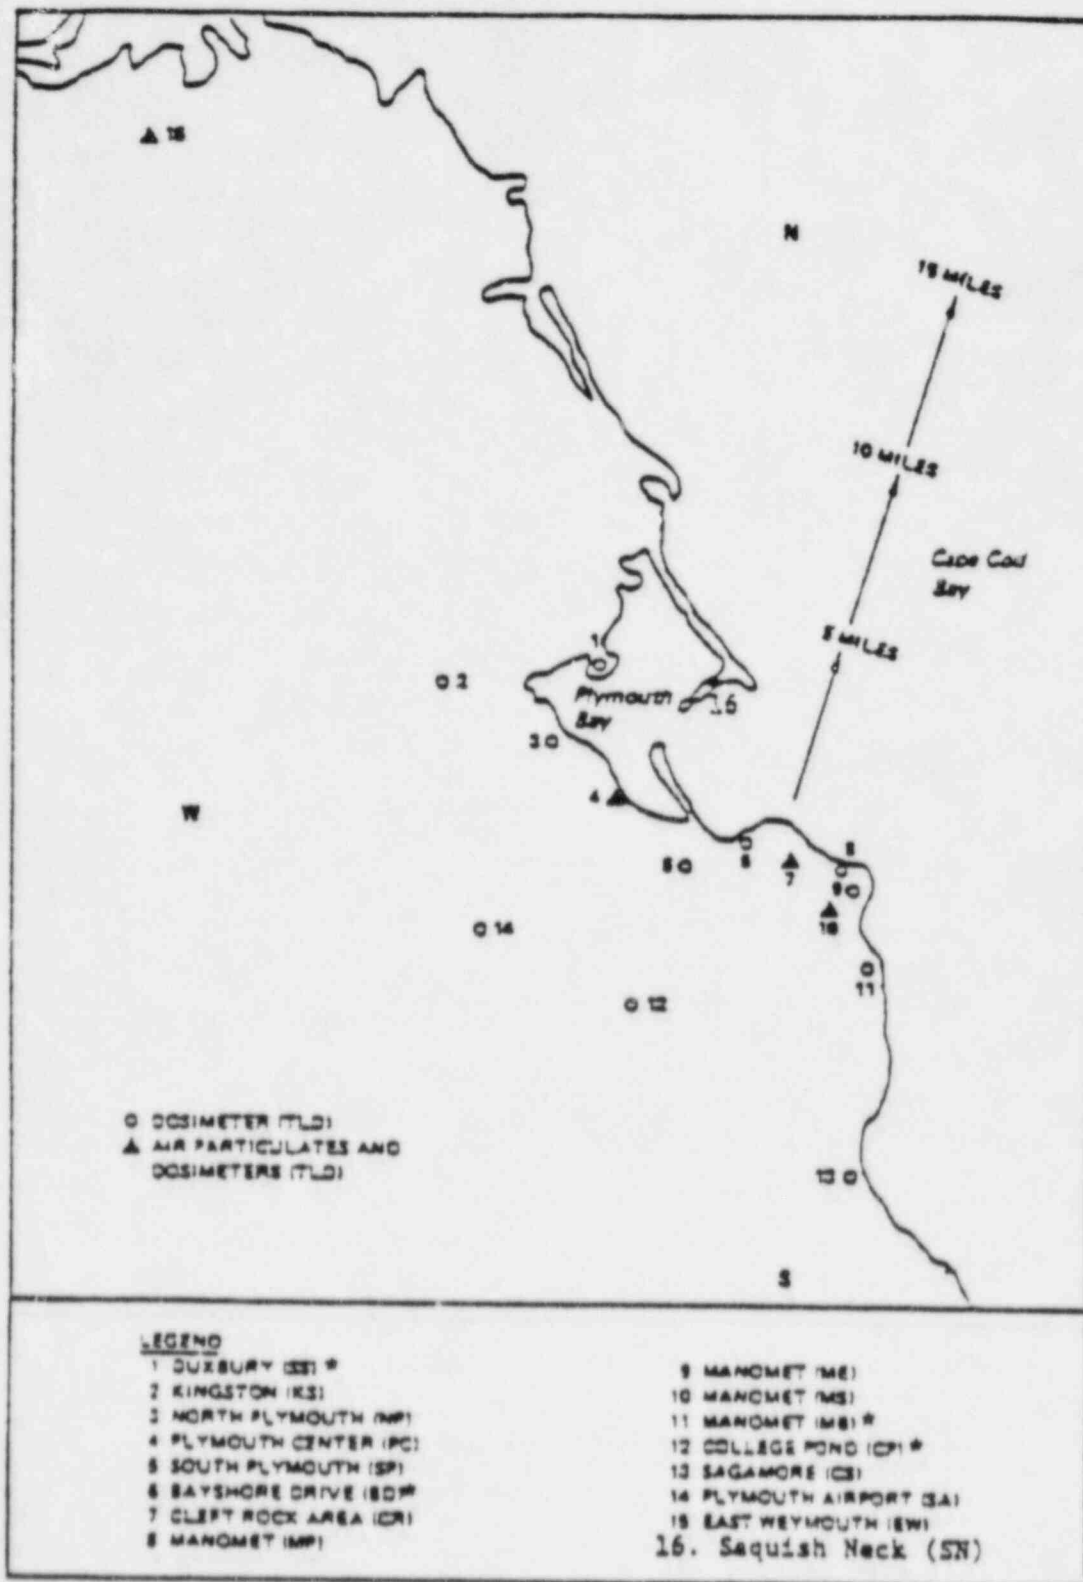 15
N
15 MILES
10 MILES
Cape Cod
Bay
5 MILES
1
2
Plymouth
Bay
16
3
4
W
5
6
7
8
9
10
14
11
12
DOSIMETER (TLD)
AIR PARTICULATES AND
DOSIMETERS (TLD)
13
S
LEGEND
1 DUXBURY (SS) *
2 KINGSTON (KS)
3 NORTH PLYMOUTH (NP)
4 PLYMOUTH CENTER (PC)
5 SOUTH PLYMOUTH (SP)
6 BAYSHORE DRIVE (BD)*
7 CLEFT ROCK AREA (CR)
8 MANOMET (MP)
9 MANOMET (ME)
10 MANOMET (MS)
11 MANOMET (MB) *
12 COLLEGE POND (CP) *
13 SAGAMORE (CS)
14 PLYMOUTH AIRPORT (SA)
15 EAST WEYMOUTH (EW)
16. Saquish Neck (SN)